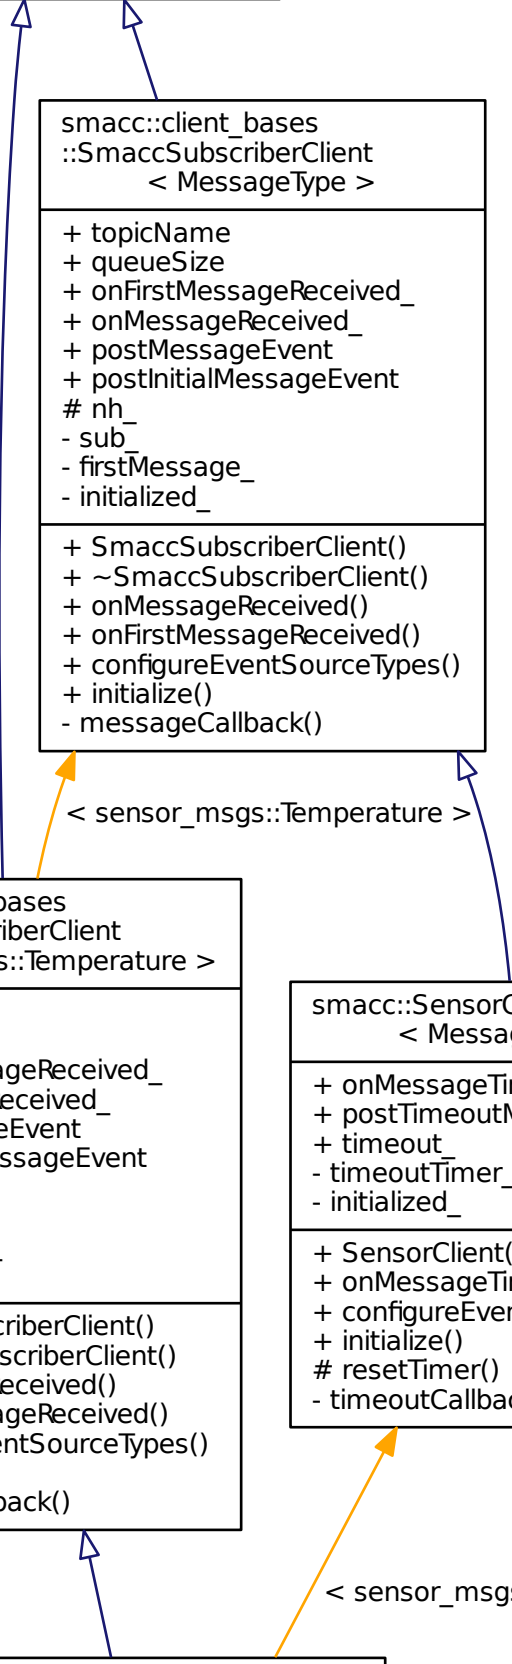 smacc::client_bases
::SmaccSubscriberClient
< MessageType >
+ topicName
+ queueSize
+ onFirstMessageReceived_
+ onMessageReceived_
+ postMessageEvent
+ postInitialMessageEvent
# nh_
- sub_
- firstMessage_
- initialized_
+ SmaccSubscriberClient()
+ ~SmaccSubscriberClient()
+ onMessageReceived()
+ onFirstMessageReceived()
+ configureEventSourceTypes()
+ initialize()
- messageCallback()
< sensor_msgs::Temperature >
bases
riberClient
s::Temperature >
ageReceived_
eceived_
eEvent
ssageEvent
_
criberClient()
scriberClient()
eceived()
ageReceived()
entSourceTypes()
back()
smacc::SensorC
< Messa
+ onMessageTi
+ postTimeoutM
+ timeout_
- timeoutTimer_
- initialized_
+ SensorClient(
+ onMessageTi
+ configureEve
+ initialize()
# resetTimer()
- timeoutCallba
< sensor_msgs